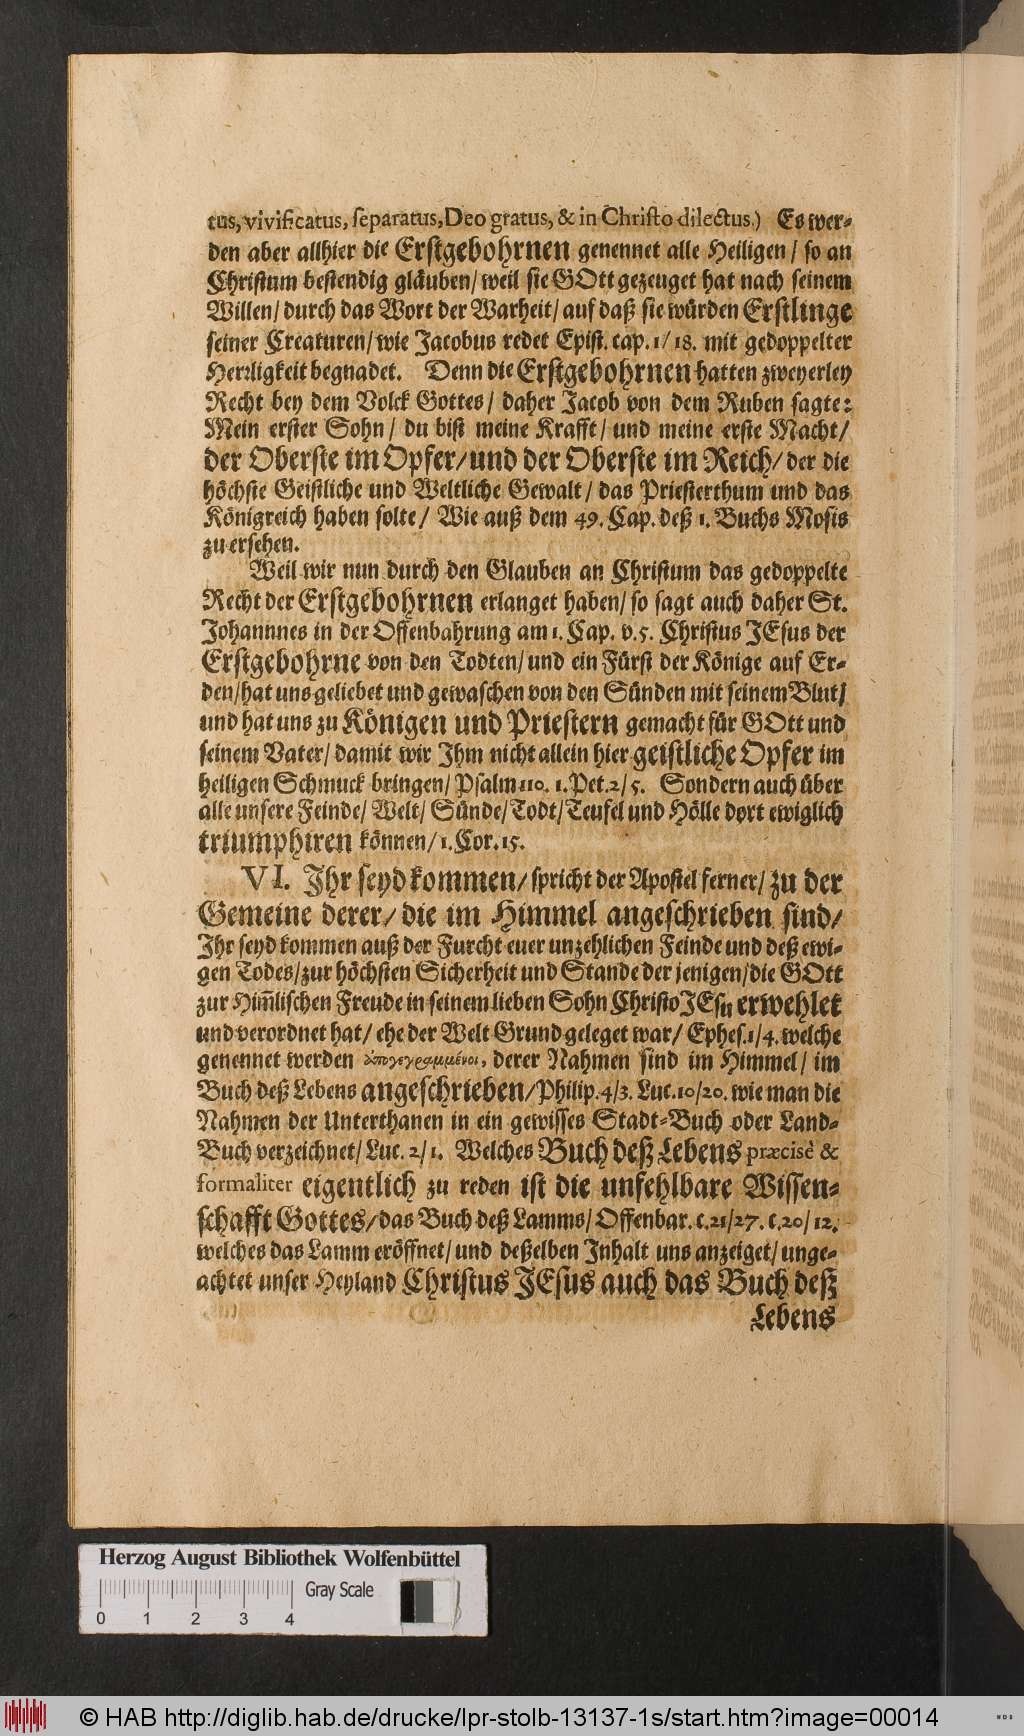 tus, vivificatus, separatus, Deo gratus, & in Christo dilectus.) Es wer-
den aber allhier die Erstgebohrnen genennet alle Heiligen / so an
Christum bestendig gläuben / weil sie GOtt gezeuget hat nach seinem
Willen / durch das Wort der Warheit / auf daß sie würden Erstlinge
seiner Creaturen / wie Jacobus redet Epist. cap. 1 / 18. mit gedoppelter
Herꝛligkeit begnadet. Denn die Erstgebohrnen hatten zweyerley
Recht bey dem Volck Gottes / daher Jacob von dem Ruben sagte:
Mein erster Sohn / du bist meine Krafft / und meine erste Macht /
der Oberste im Opfer / und der Oberste im Reich / der die
höchste Geistliche und Weltliche Gewalt / das Priesterthum und das
Königreich haben solte / Wie auß dem 49. Cap. deß 1. Buchs Mosis
zu ersehen.
Weil wir nun durch den Glauben an Christum das gedoppelte
Recht der Erstgebohrnen erlanget haben / so sagt auch daher St.
Johannnes in der Offenbahrung am 1. Cap. v. 5. Christus JEsus der
Erstgebohrne von den Todten / und ein Fürst der Könige auf Er-
den / hat uns geliebet und gewaschen von den Sünden mit seinem Blut /
und hat uns zu Königen und Priestern gemacht für GOtt und
seinem Vater / damit wir Ihm nicht allein hier geistliche Opfer im
heiligen Schmuck bringen / Psalm 110. 1. Pet. 2 / 5. Sondern auch über
alle unsere Feinde / Welt / Sünde / Todt / Teufel und Hölle dort ewiglich
triumphiren können / 1. Cor. 15.
VI. Ihr seyd kommen / spricht der Apostel ferner / zu der
Gemeine derer / die im Himmel angeschrieben sind /
Ihr seyd kommen auß der Furcht euer unzehlichen Feinde und deß ewi-
gen Todes / zur höchsten Sicherheit und Stande der jenigen / die GOtt
zur Him̅lischen Freude in seinem lieben Sohn Christo JEsu erwehlet
und verordnet hat / ehe der Welt Grund geleget war / Ephes. 1 / 4. welche
genennet werden ἀπογεγραμμένοι, derer Nahmen sind im Himmel / im
Buch deß Lebens angeschrieben / Philip. 4 / 3. Luc. 10 / 20. wie man die
Nahmen der Unterthanen in ein gewisses Stadt-Buch oder Land-
Buch verzeichnet / Luc. 2 / 1. Welches Buch deß Lebens præcisè &
formaliter eigentlich zu reden ist die unfehlbare Wissen-
schafft Gottes / das Buch deß Lamms / Offenbar. c. 21 / 27. c. 20 / 12.
welches das Lamm eröffnet / und deßelben Inhalt uns anzeiget / unge-
achtet unser Heyland Christus JEsus auch das Buch deß
Lebens
Herzog August Bibliothek Wolfenbüttel
Gray Scale
0 1 2 3 4
© HAB http://diglib.hab.de/drucke/lpr-stolb-13137-1s/start.htm?image=00014